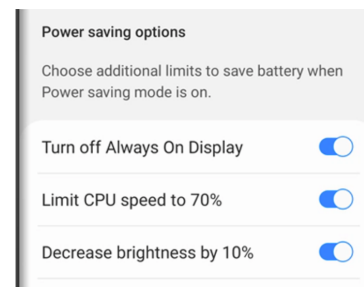 Power saving options
Choose additional limits to save battery when
Power saving mode is on.
Turn off Always On Display
Limit CPU speed to 70%
Decrease brightness by 10%